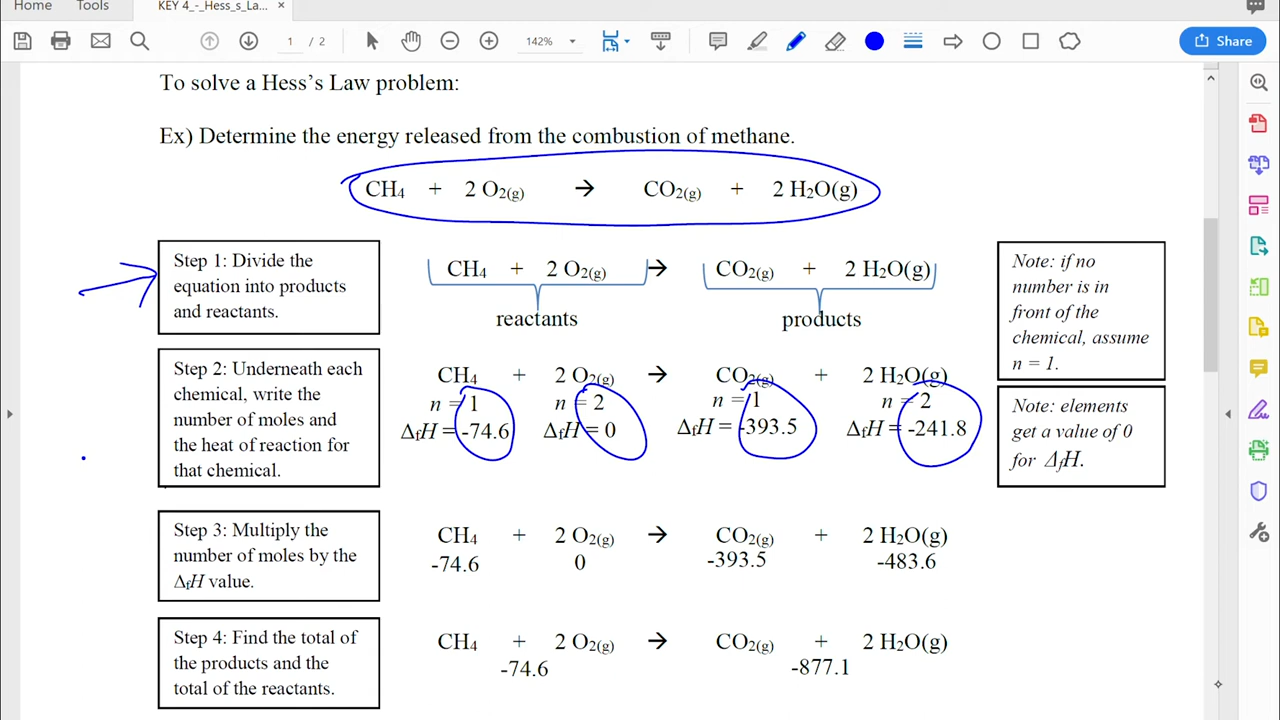 Home Tools KEY 4_-_Hess_s_La... ×
1 / 2 142% Share
To solve a Hess's Law problem:
Ex) Determine the energy released from the combustion of methane.
CH4 + 2 O2(g) → CO2(g) + 2 H2O(g)
Step 1: Divide the
equation into products
and reactants.
CH4 + 2 O2(g) → CO2(g) + 2 H2O(g)
reactants products
Note: if no
number is in
front of the
chemical, assume
n = 1.
Step 2: Underneath each
chemical, write the
number of moles and
the heat of reaction for
that chemical.
CH4 + 2 O2(g) → CO2(g) + 2 H2O(g)
n = 1 n = 2 n = 1 n = 2
ΔfH = -74.6 ΔfH = 0 ΔfH = -393.5 ΔfH = -241.8
Note: elements
get a value of 0
for ΔfH.
Step 3: Multiply the
number of moles by the
ΔfH value.
CH4 + 2 O2(g) → CO2(g) + 2 H2O(g)
-74.6 0 -393.5 -483.6
Step 4: Find the total of
the products and the
total of the reactants.
CH4 + 2 O2(g) → CO2(g) + 2 H2O(g)
-74.6 -877.1